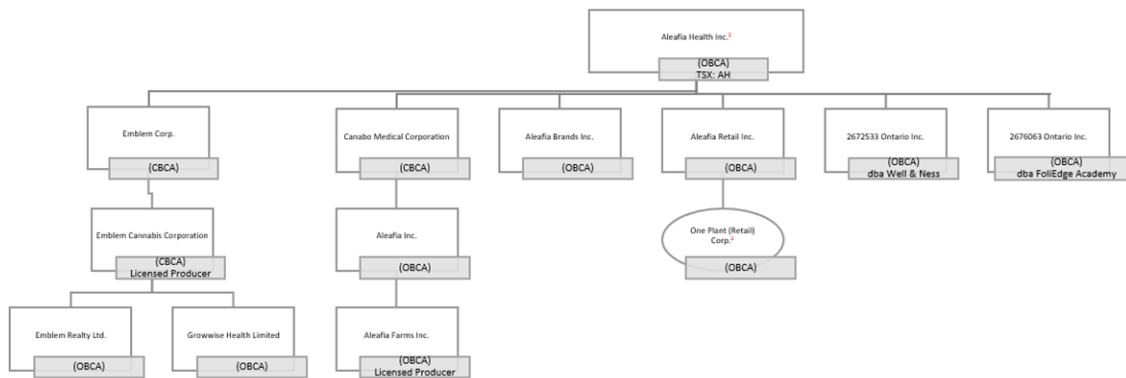 Aleafia Health Inc.1
(OBCA)
TSX: AH
Emblem Corp.
(CBCA)
Canabo Medical Corporation
(CBCA)
Aleafia Brands Inc.
(OBCA)
Aleafia Retail Inc.
(OBCA)
2672533 Ontario Inc.
(OBCA)
dba Well & Ness
2676063 Ontario Inc.
(OBCA)
dba FoliEdge Academy
Emblem Cannabis Corporation
(CBCA)
Licensed Producer
Aleafia Inc.
(OBCA)
One Plant (Retail)
Corp.2
(OBCA)
Emblem Realty Ltd.
(OBCA)
Growwise Health Limited
(OBCA)
Aleafia Farms Inc.
(OBCA)
Licensed Producer